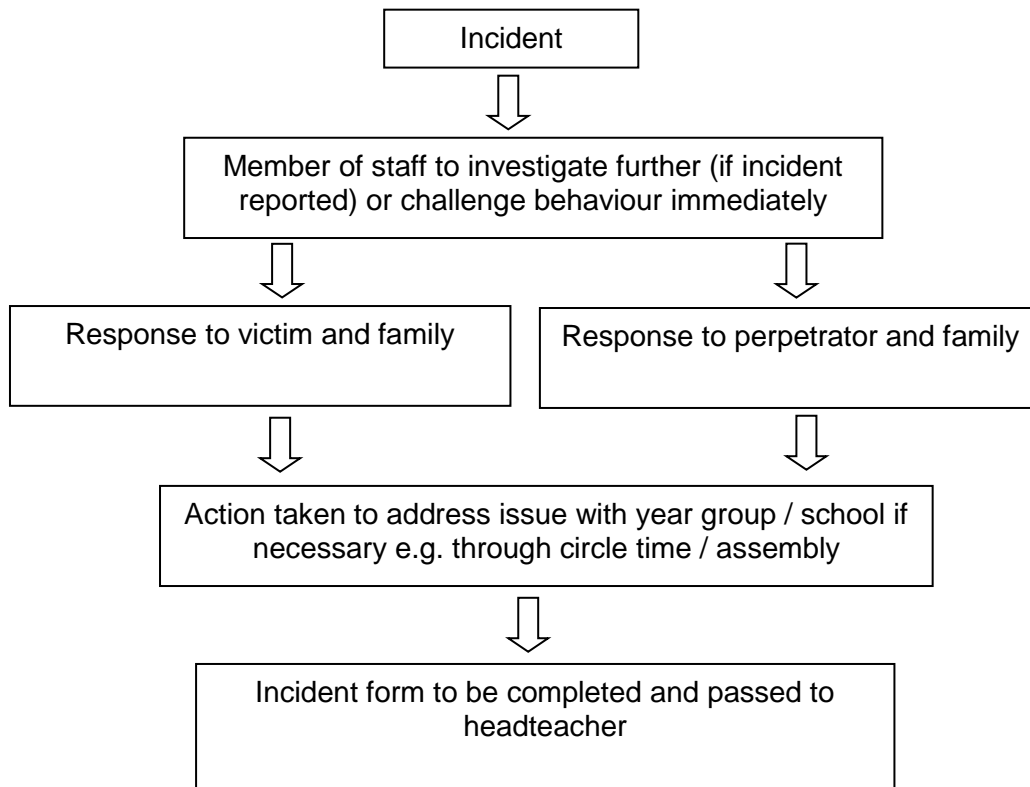 Incident
Member of staff to investigate further (if incident
reported) or challenge behaviour immediately
Response to victim and family
Response to perpetrator and family
Action taken to address issue with year group / school if
necessary e.g. through circle time / assembly
Incident form to be completed and passed to
headteacher